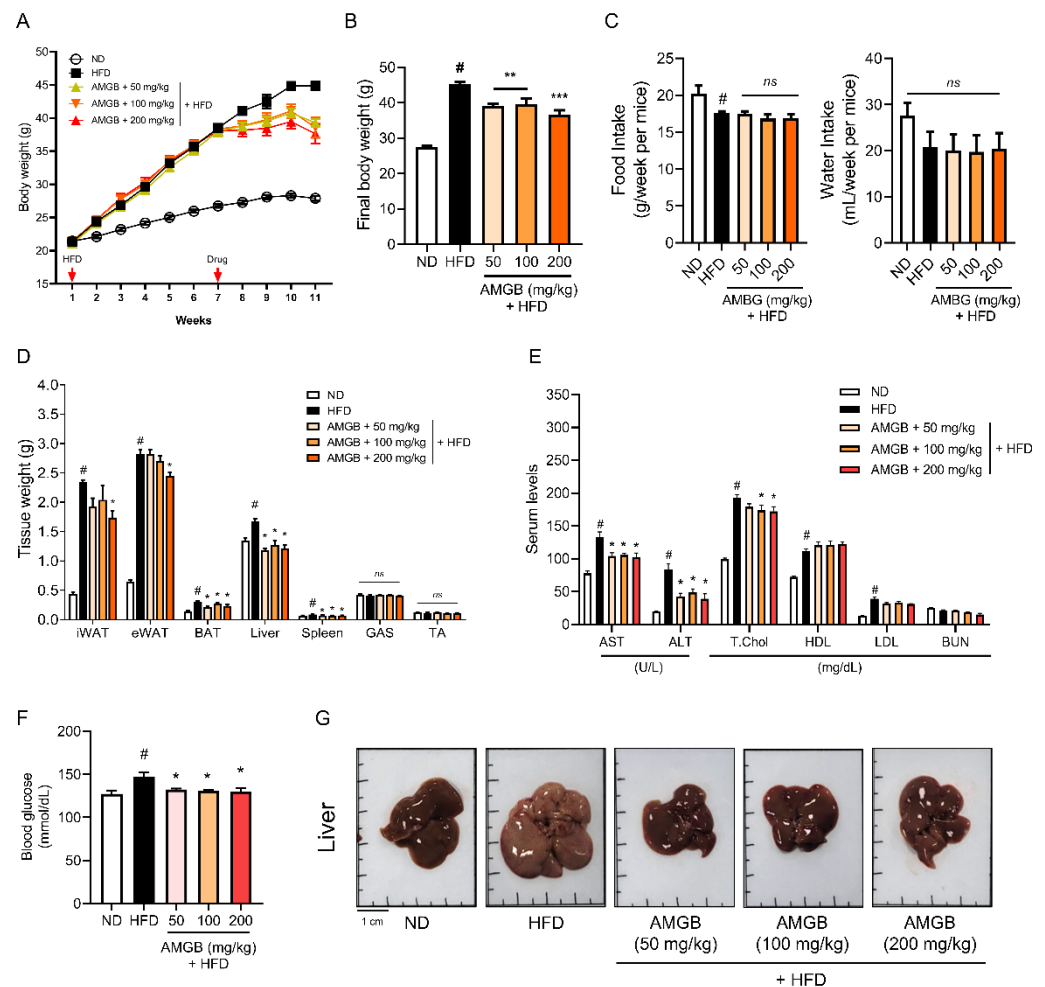 A
50
45
40
35
30
25
20
15
Body weight (g)
ND
HFD
AMGB + 50 mg/kg
AMGB + 100 mg/kg
AMGB + 200 mg/kg
+ HFD
HFD
Drug
1 2 3 4 5 6 7 8 9 10 11
Weeks
B
60
50
40
30
20
10
0
Final body weight (g)
#
**
***
ND HFD 50 100 200
AMGB (mg/kg)
+ HFD
C
25
20
15
10
5
0
Food Intake
(g/week per mice)
#
ns
ND HFD 50 100 200
AMBG (mg/kg)
+ HFD
40
30
20
10
0
Water Intake
(mL/week per mice)
ns
ND HFD 50 100 200
AMBG (mg/kg)
+ HFD
D
4.0
3.5
3.0
2.5
2.0
1.5
1.0
0.5
0.0
Tissue weight (g)
ND
HFD
AMGB + 50 mg/kg
AMGB + 100 mg/kg
AMGB + 200 mg/kg
+ HFD
# *
# *
# * * *
# * * *
# * * *
ns
ns
iWAT eWAT BAT Liver Spleen GAS TA
E
350
300
250
200
150
100
50
0
Serum levels
ND
HFD
AMGB + 50 mg/kg
AMGB + 100 mg/kg
AMGB + 200 mg/kg
+ HFD
# * * *
# * * *
# * *
#
#
AST ALT T.Chol HDL LDL BUN
(U/L) (mg/dL)
F
200
150
100
50
0
Blood glucose
(mmol/dL)
# * * *
ND HFD 50 100 200
AMGB (mg/kg)
+ HFD
G
Liver
1 cm
ND
HFD
AMGB
(50 mg/kg)
AMGB
(100 mg/kg)
AMGB
(200 mg/kg)
+ HFD